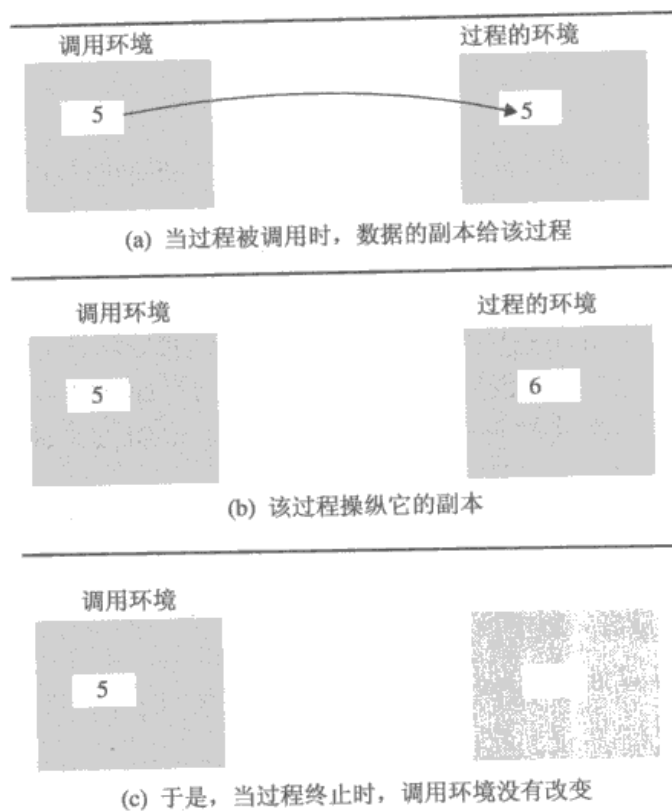 调用环境 过程的环境
5 5
(a) 当过程被调用时，数据的副本给该过程
调用环境 过程的环境
5 6
(b) 该过程操纵它的副本
调用环境
5
(c) 于是，当过程终止时，调用环境没有改变